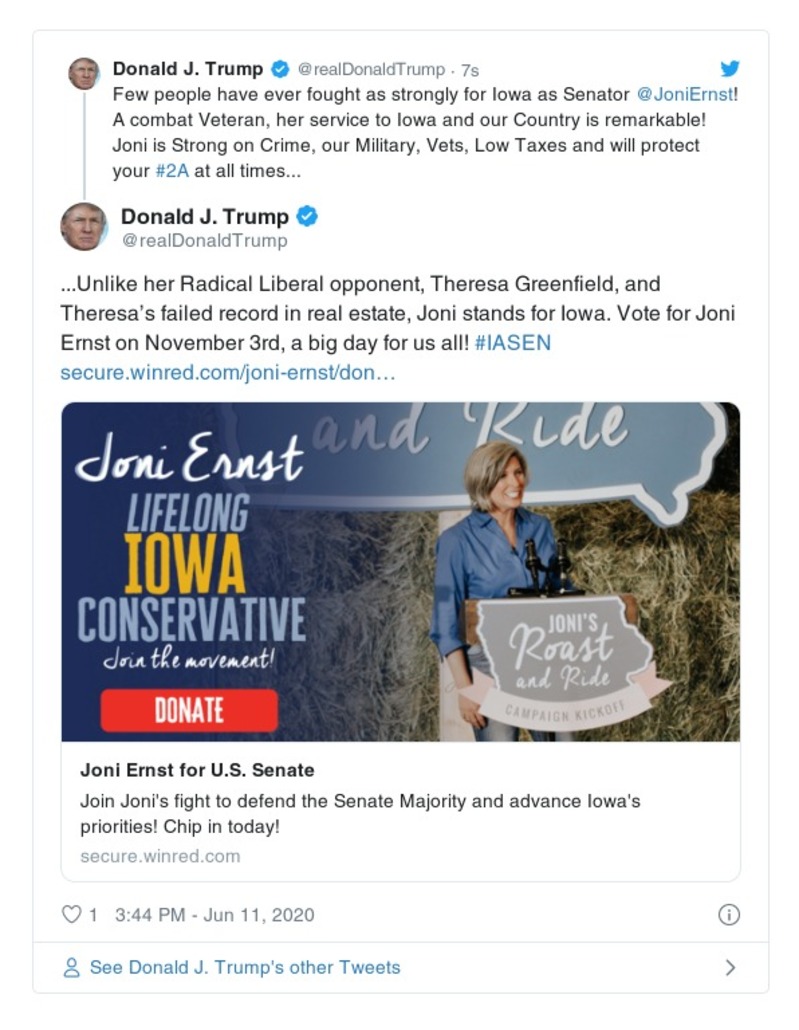 Donald J. Trump @realDonaldTrump · 7s
Few people have ever fought as strongly for Iowa as Senator @JoniErnst!
A combat Veteran, her service to Iowa and our Country is remarkable!
Joni is Strong on Crime, our Military, Vets, Low Taxes and will protect
your #2A at all times...
Donald J. Trump
@realDonaldTrump
...Unlike her Radical Liberal opponent, Theresa Greenfield, and
Theresa’s failed record in real estate, Joni stands for Iowa. Vote for Joni
Ernst on November 3rd, a big day for us all! #IASEN
secure.winred.com/joni-ernst/don…
and Ride
Joni Ernst
LIFELONG
IOWA
CONSERVATIVE
Join the movement!
DONATE
JONI'S
Roast
and Ride
CAMPAIGN KICKOFF
Joni Ernst for U.S. Senate
Join Joni's fight to defend the Senate Majority and advance Iowa's
priorities! Chip in today!
secure.winred.com
1 3:44 PM - Jun 11, 2020
See Donald J. Trump's other Tweets